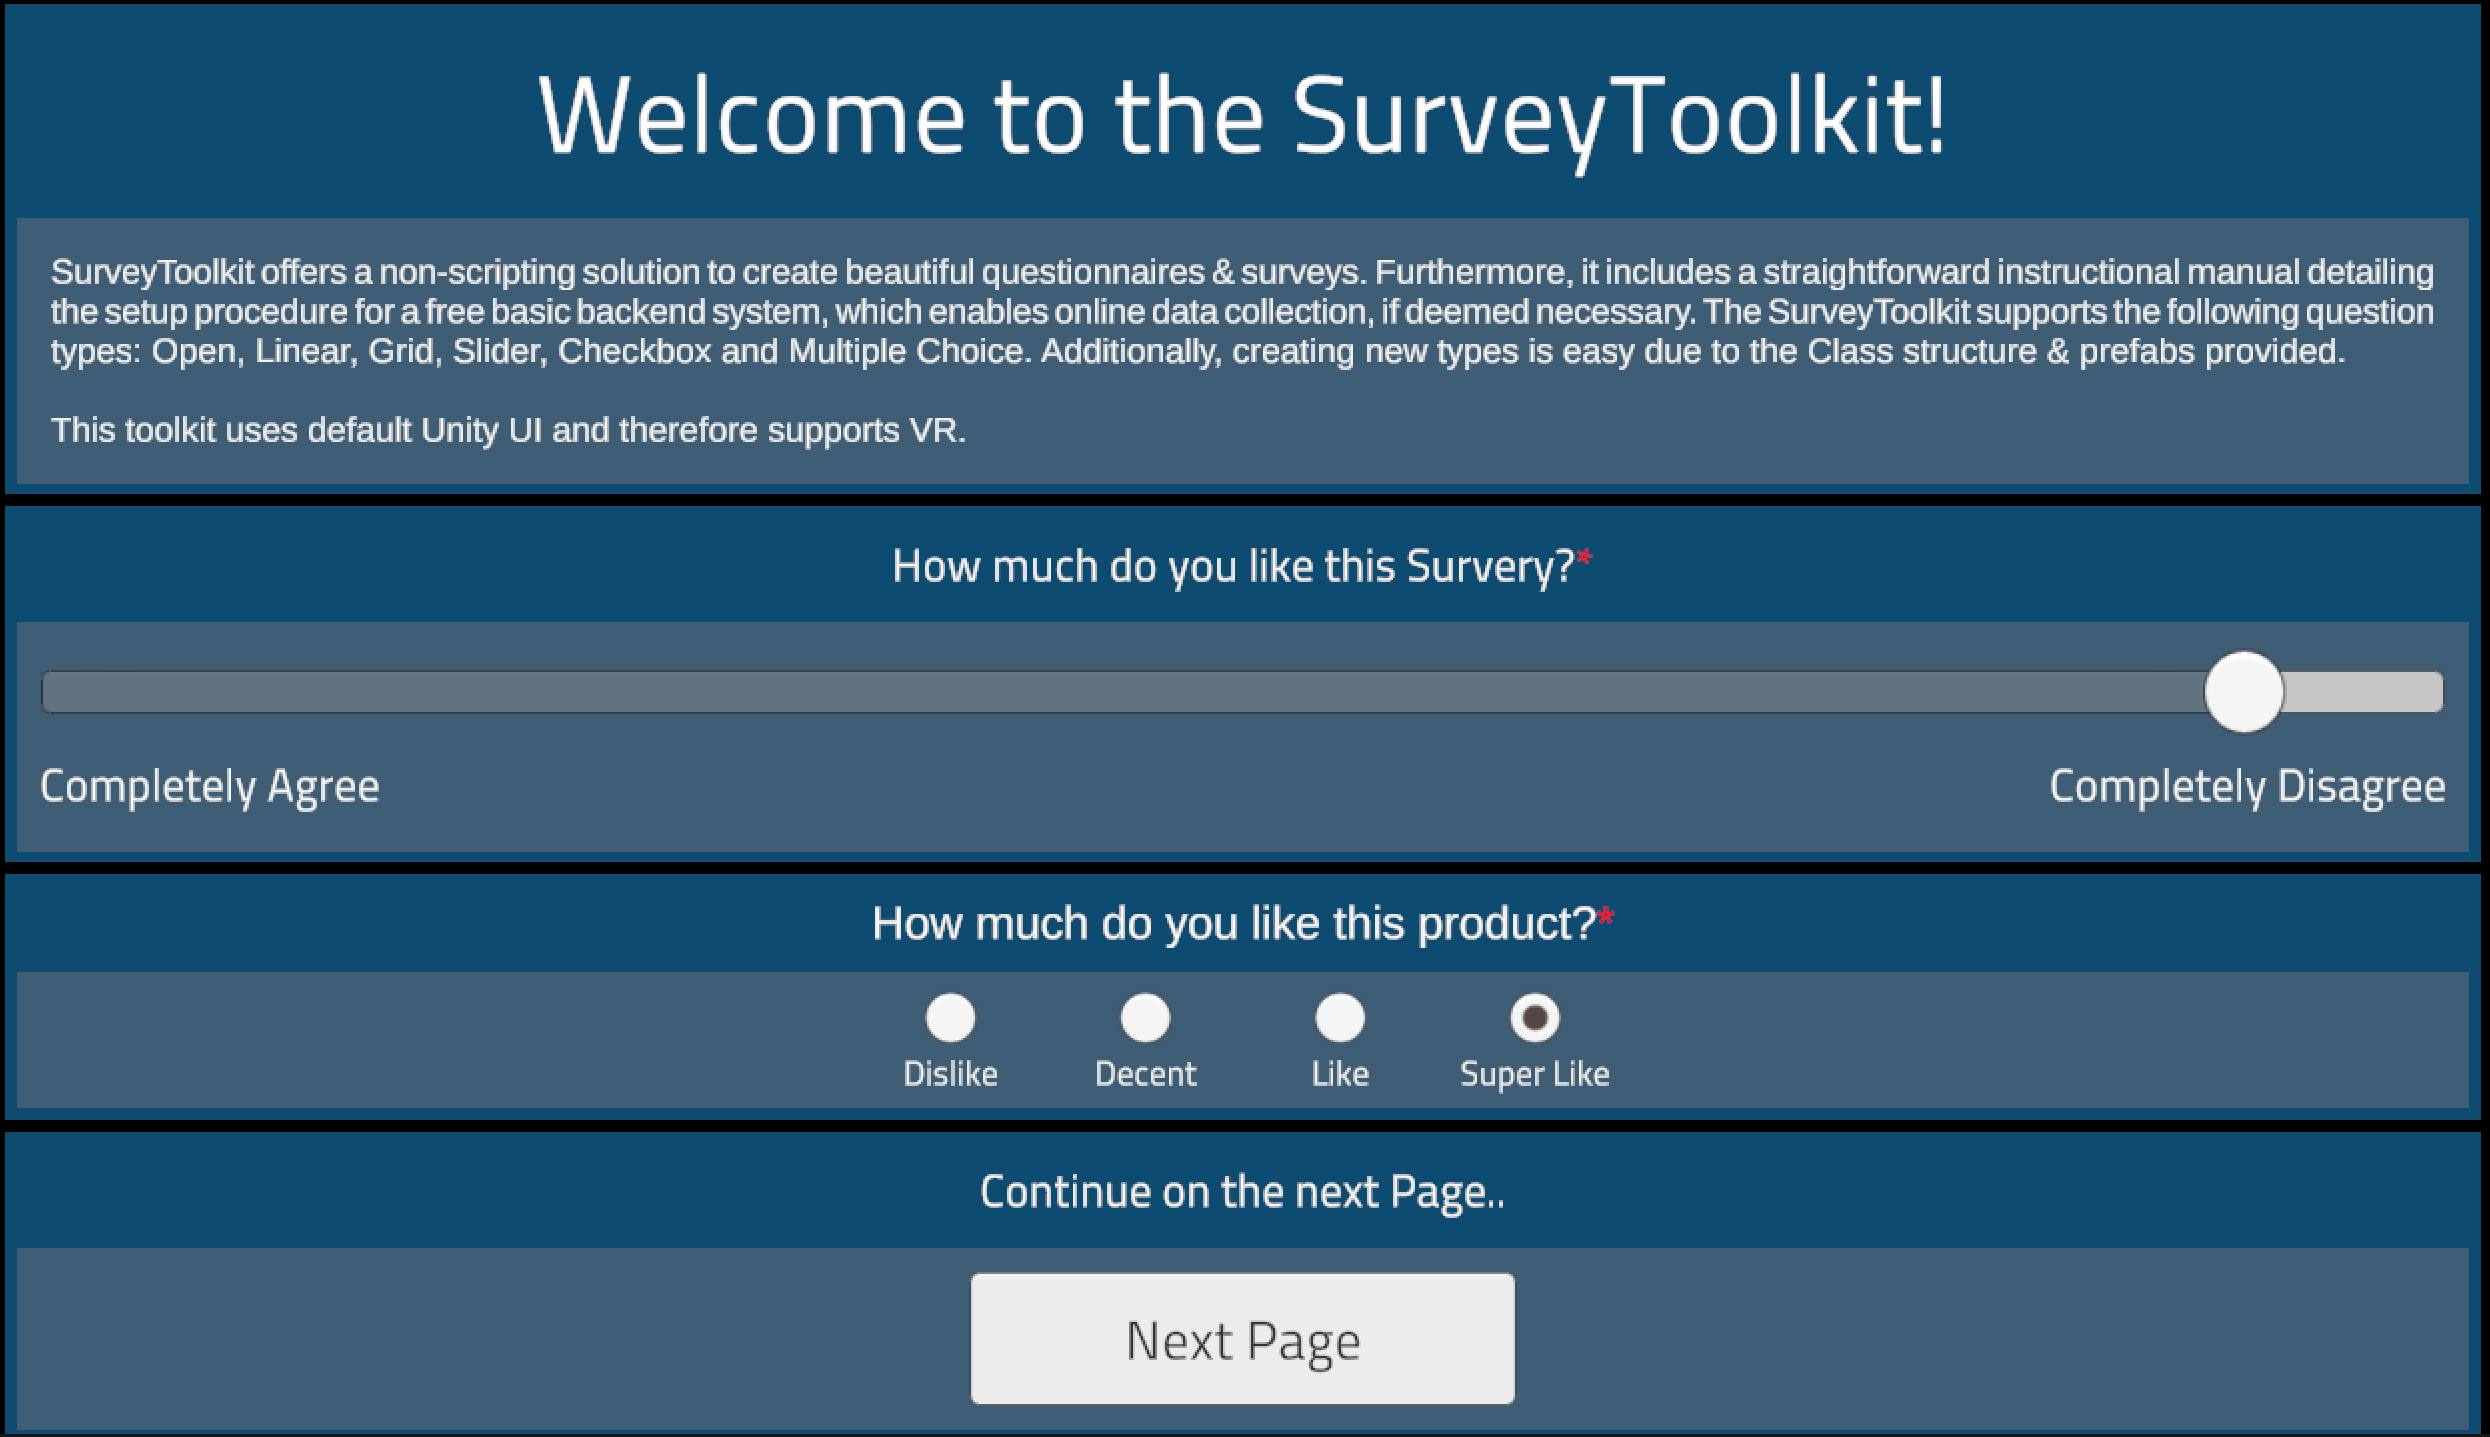 Welcome to the SurveyToolkit!
SurveyToolkit offers a non-scripting solution to create beautiful questionnaires & surveys. Furthermore, it includes a straightforward instructional manual detailing
the setup procedure for a free basic backend system, which enables online data collection, if deemed necessary. The SurveyToolkit supports the following question
types: Open, Linear, Grid, Slider, Checkbox and Multiple Choice. Additionally, creating new types is easy due to the Class structure & prefabs provided.
This toolkit uses default Unity UI and therefore supports VR.
How much do you like this Survery?*
Completely Agree Completely Disagree
How much do you like this product?*
Dislike Decent Like Super Like
Continue on the next Page..
Next Page